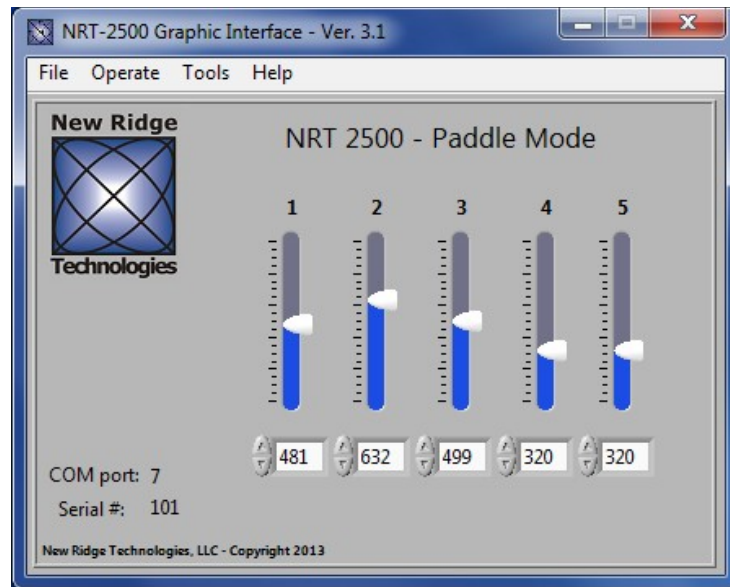 NRT-2500 Graphic Interface - Ver. 3.1
File Operate Tools Help
New Ridge
Technologies
NRT 2500 - Paddle Mode
1 2 3 4 5
481 632 499 320 320
COM port: 7
Serial #: 101
New Ridge Technologies, LLC - Copyright 2013